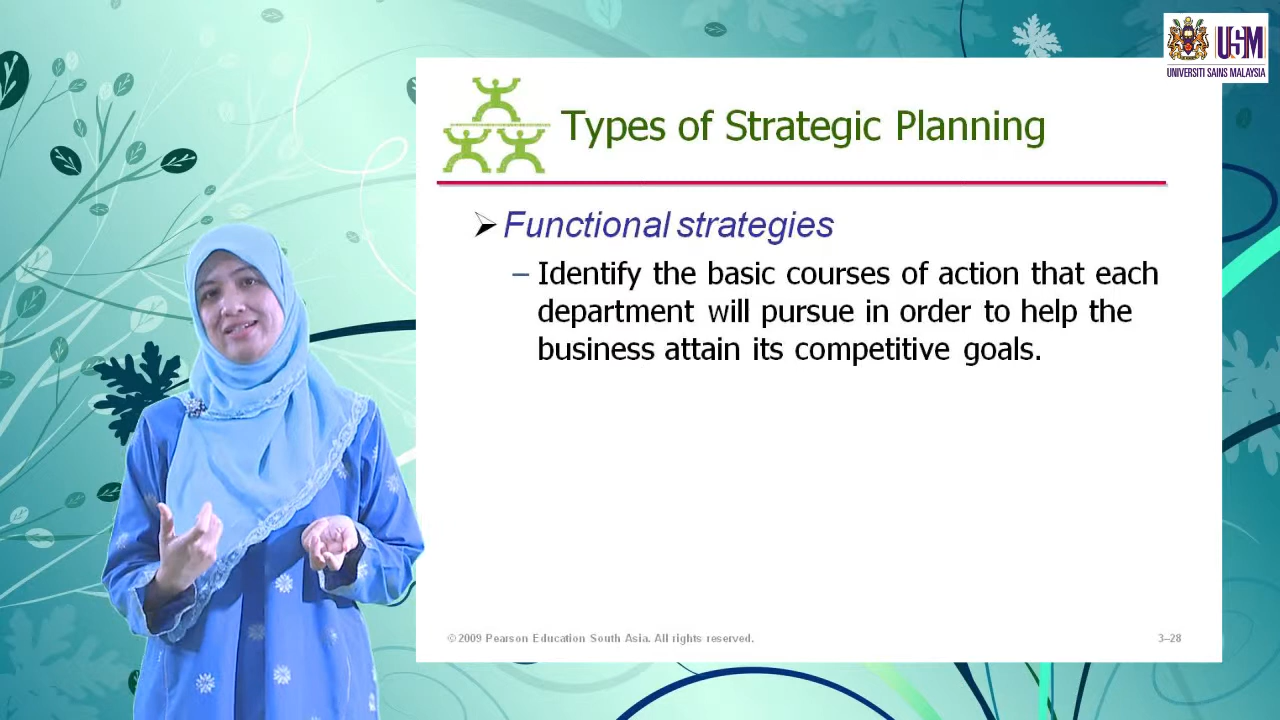 USM
UNIVERSITI SAINS MALAYSIA
Types of Strategic Planning
Functional strategies
– Identify the basic courses of action that each
department will pursue in order to help the
business attain its competitive goals.
©2009 Pearson Education South Asia. All rights reserved.
3–28